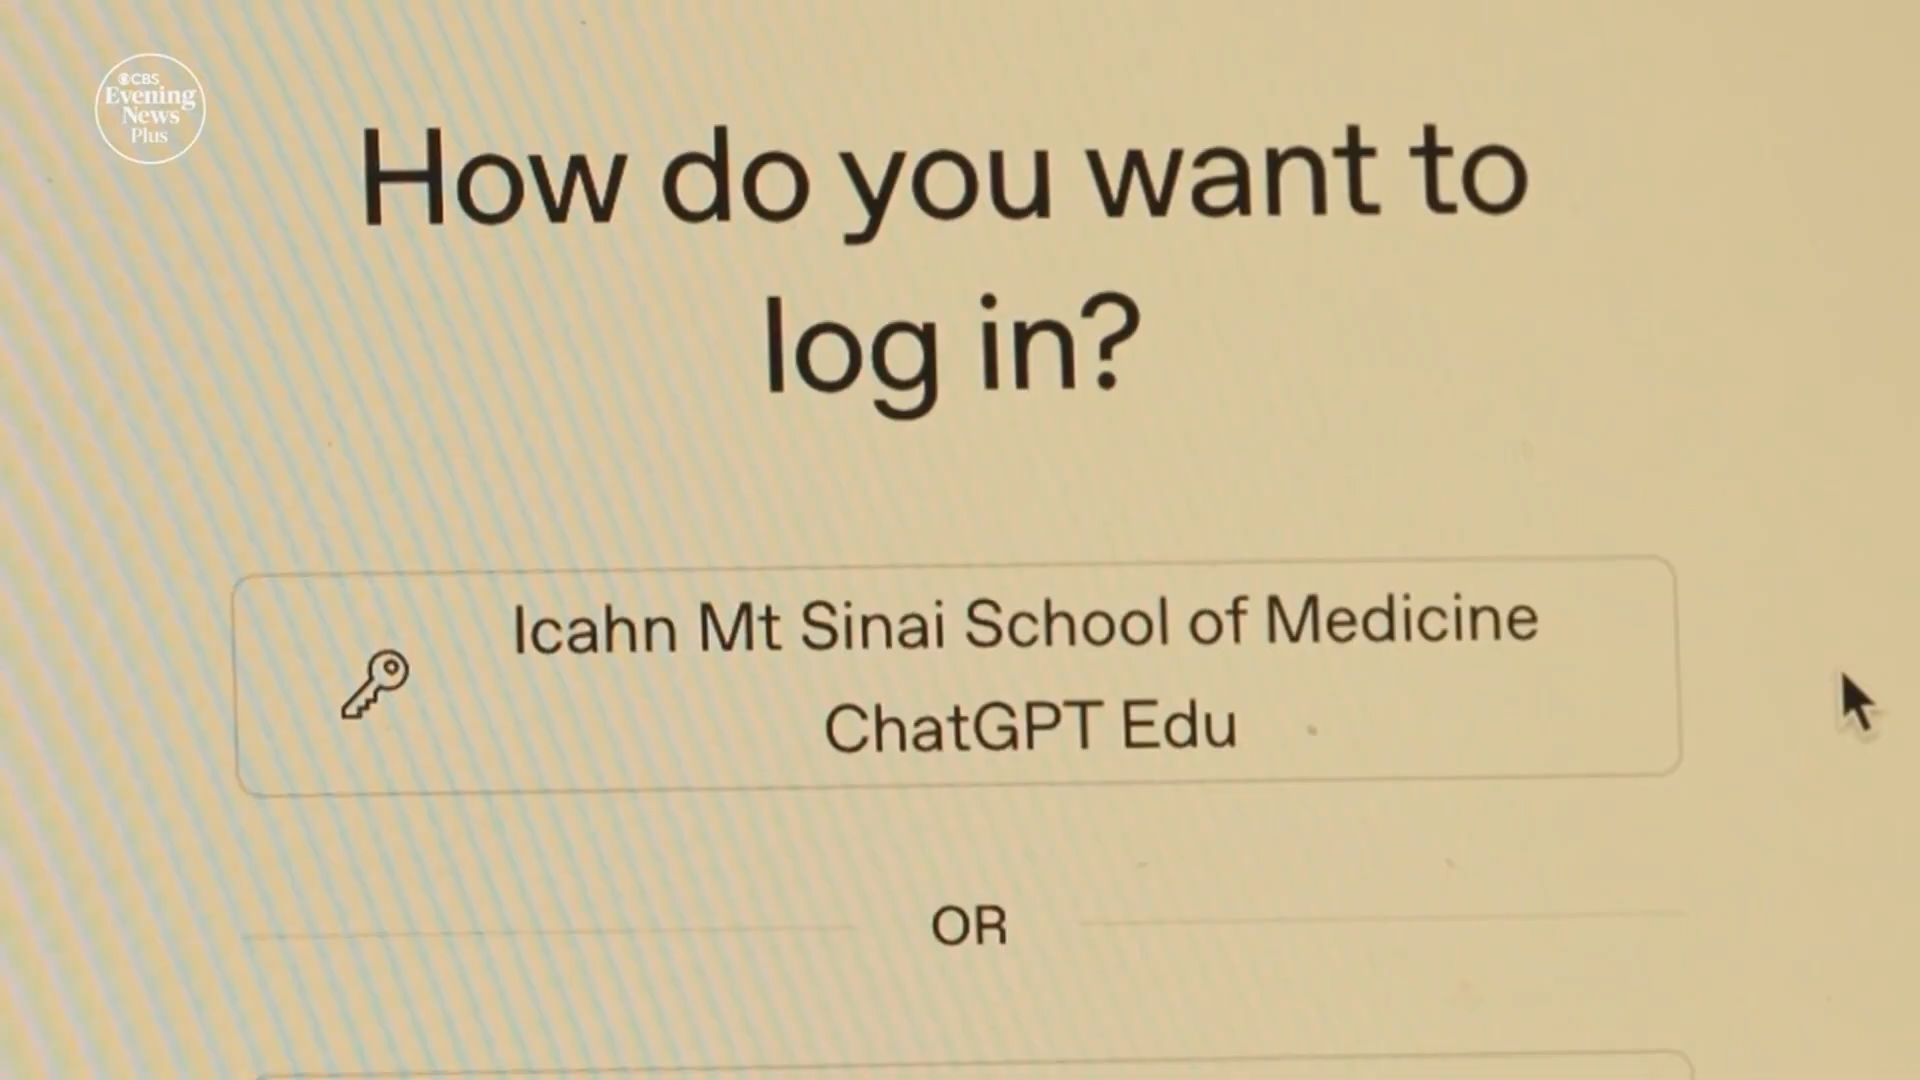 CBS
Evening
News
Plus
How do you want to
log in?
Icahn Mt Sinai School of Medicine
ChatGPT Edu
OR